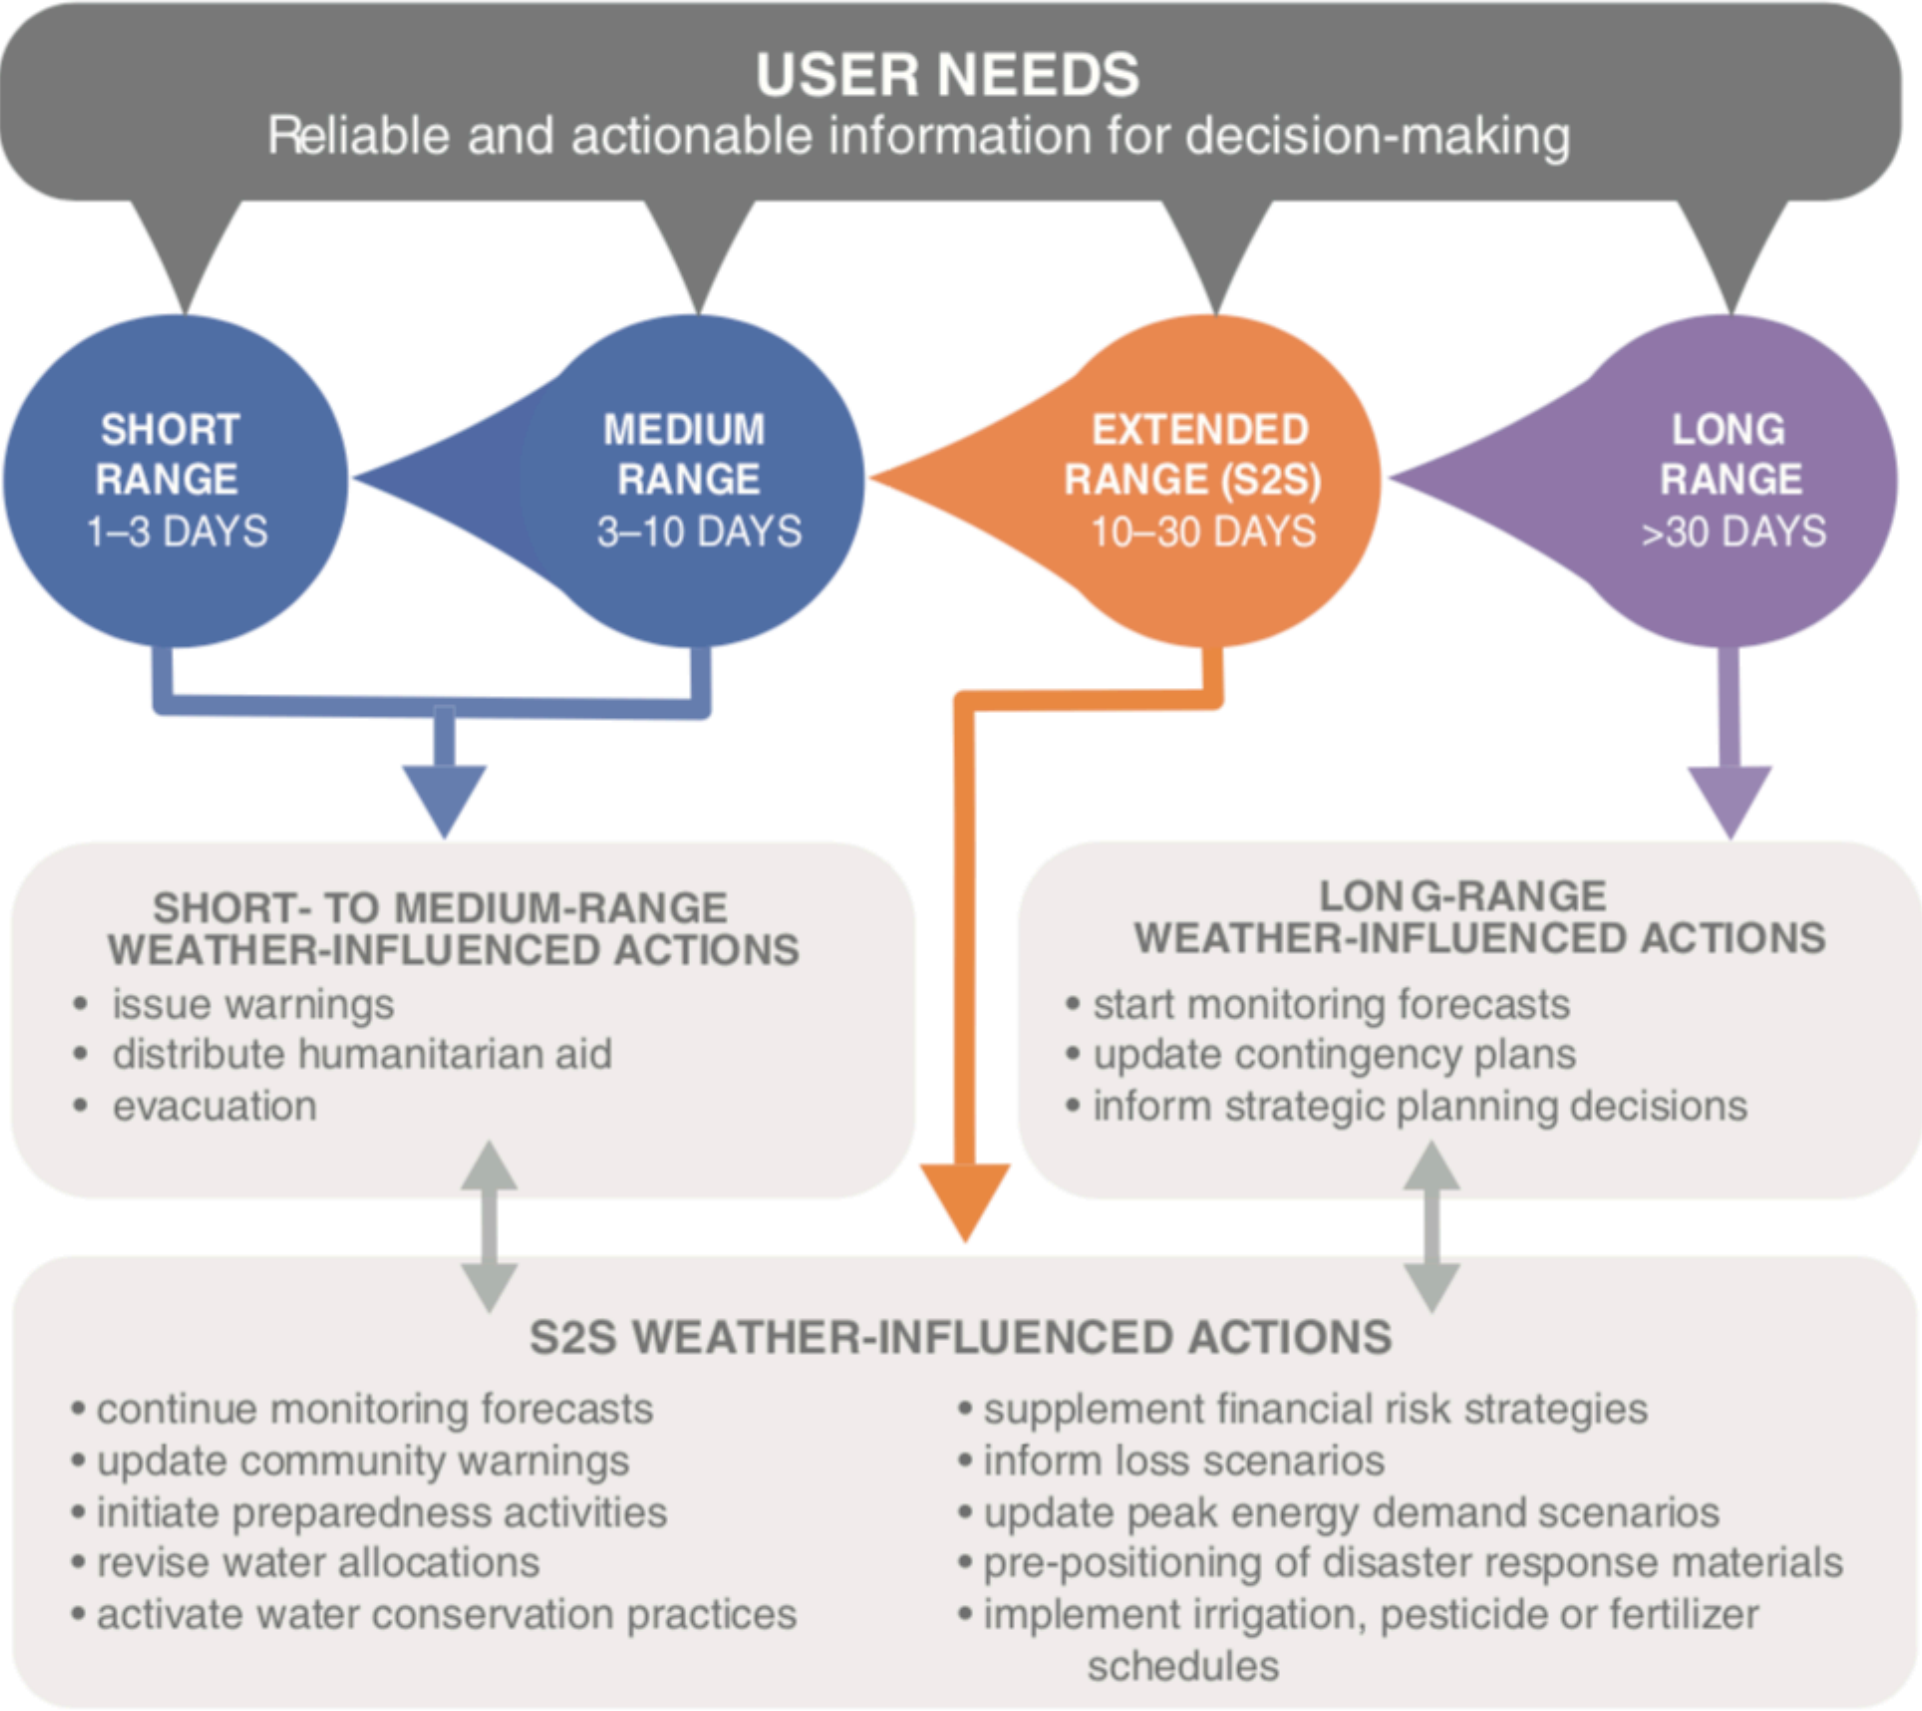 USER NEEDS
Reliable and actionable information for decision-making
SHORT
RANGE
1–3 DAYS
MEDIUM
RANGE
3–10 DAYS
EXTENDED
RANGE (S2S)
10–30 DAYS
LONG
RANGE
>30 DAYS
SHORT- TO MEDIUM-RANGE
WEATHER-INFLUENCED ACTIONS
• issue warnings
• distribute humanitarian aid
• evacuation
LONG-RANGE
WEATHER-INFLUENCED ACTIONS
• start monitoring forecasts
• update contingency plans
• inform strategic planning decisions
S2S WEATHER-INFLUENCED ACTIONS
• continue monitoring forecasts
• update community warnings
• initiate preparedness activities
• revise water allocations
• activate water conservation practices
• supplement financial risk strategies
• inform loss scenarios
• update peak energy demand scenarios
• pre-positioning of disaster response materials
• implement irrigation, pesticide or fertilizer
schedules